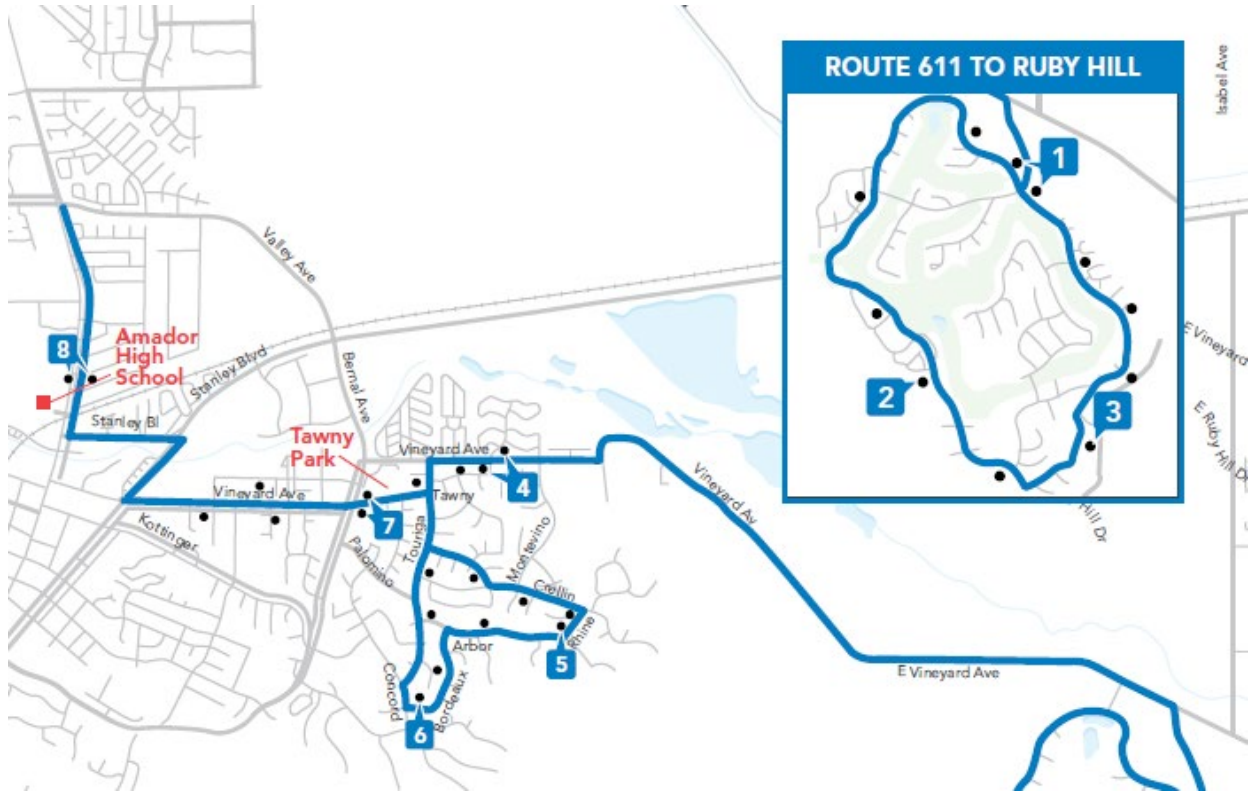 ROUTE 611 TO RUBY HILL
1
2
3
Isabel Ave
E Vineyard
E Ruby Hill Dr
Hill Dr
Valley Ave
Amador
High
School
8
Stanley Blvd
Stanley Bl
Bernal Ave
Tawny
Park
Vineyard Ave
4
Vineyard Ave
Tawny
7
Vineyard Av
Kottinger
Palomino
Touriga
Montevino
Crellin
Rhine
Arbor
5
Concord
Bordeaux
6
E Vineyard Ave